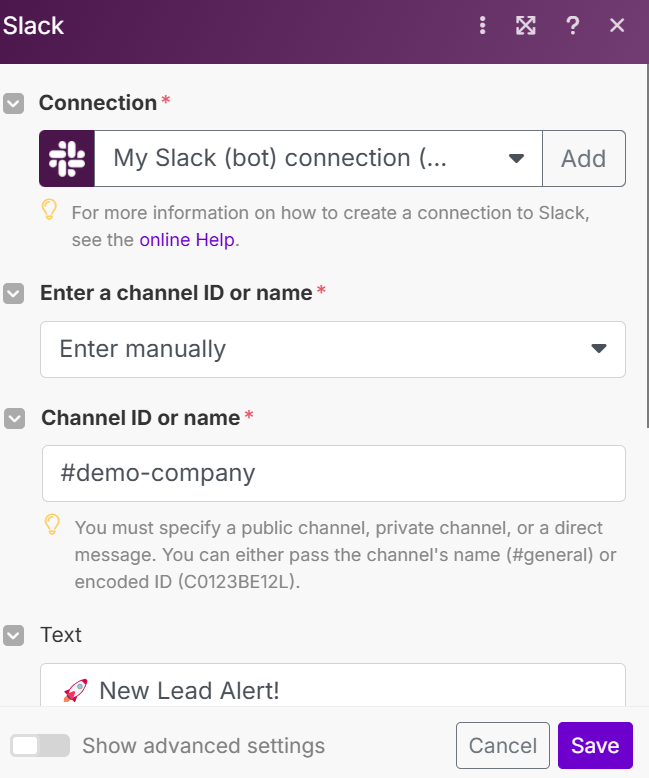 Slack
?
Connection *
My Slack (bot) connection (...
Add
For more information on how to create a connection to Slack,
see the online Help.
Enter a channel ID or name *
Enter manually
Channel ID or name *
#demo-company
You must specify a public channel, private channel, or a direct
message. You can either pass the channel's name (#general) or
encoded ID (C0123BE12L).
Text
🚀 New Lead Alert!
Show advanced settings
Cancel
Save